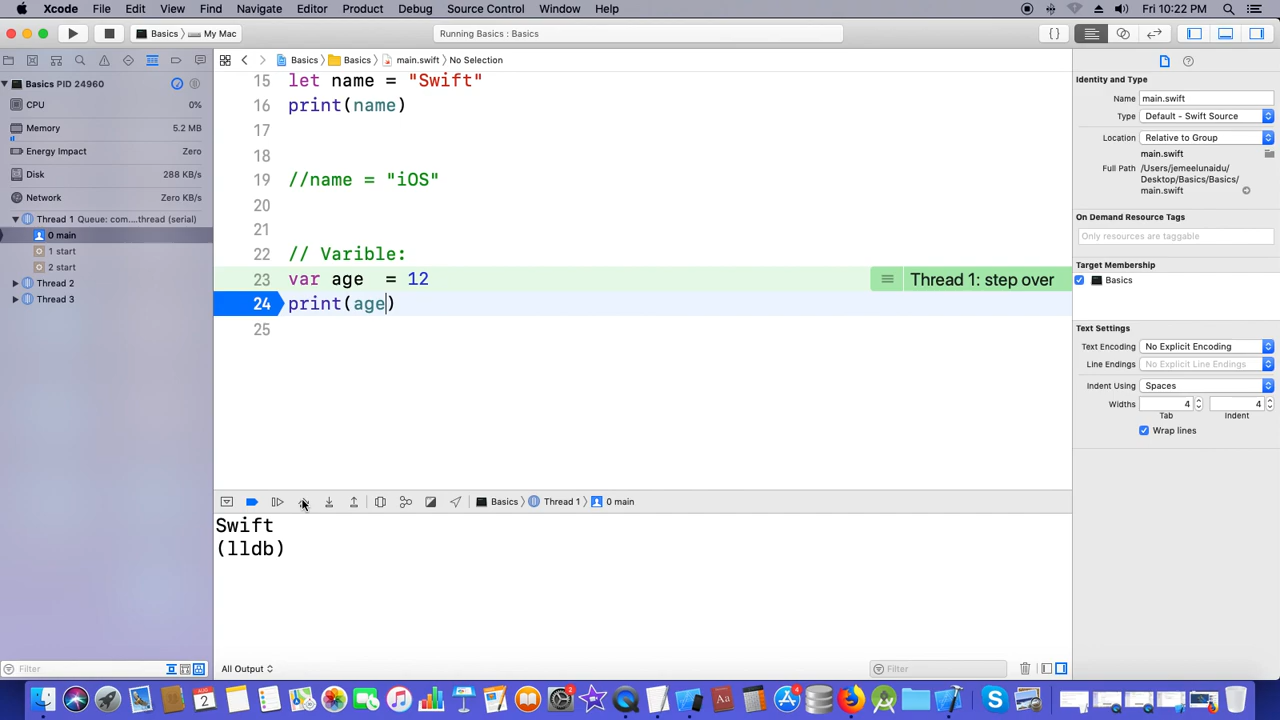 Xcode File Edit View Find Navigate Editor Product Debug Source Control Window Help Fri 10:22 PM
Basics My Mac Running Basics : Basics { }
Basics Basics main.swift No Selection
Basics PID 24960
CPU 0%
Memory 5.2 MB
Energy Impact Zero
Disk 288 KB/s
Network Zero KB/s
Thread 1 Queue: com....thread (serial)
0 main
1 start
2 start
Thread 2
Thread 3
Filter
15 let name = "Swift"
16 print(name)
17
18
19 //name = "iOS"
20
21
22 // Varible:
23 var age = 12 Thread 1: step over
24 print(age)
25
Basics Thread 1 0 main
Swift
(lldb)
All Output Filter
Identity and Type
Name main.swift
Type Default - Swift Source
Location Relative to Group
main.swift
Full Path /Users/jemeelunaidu/
Desktop/Basics/Basics/
main.swift
On Demand Resource Tags
Only resources are taggable
Target Membership
Basics
Text Settings
Text Encoding No Explicit Encoding
Line Endings No Explicit Line Endings
Indent Using Spaces
Widths 4 4
Tab Indent
Wrap lines